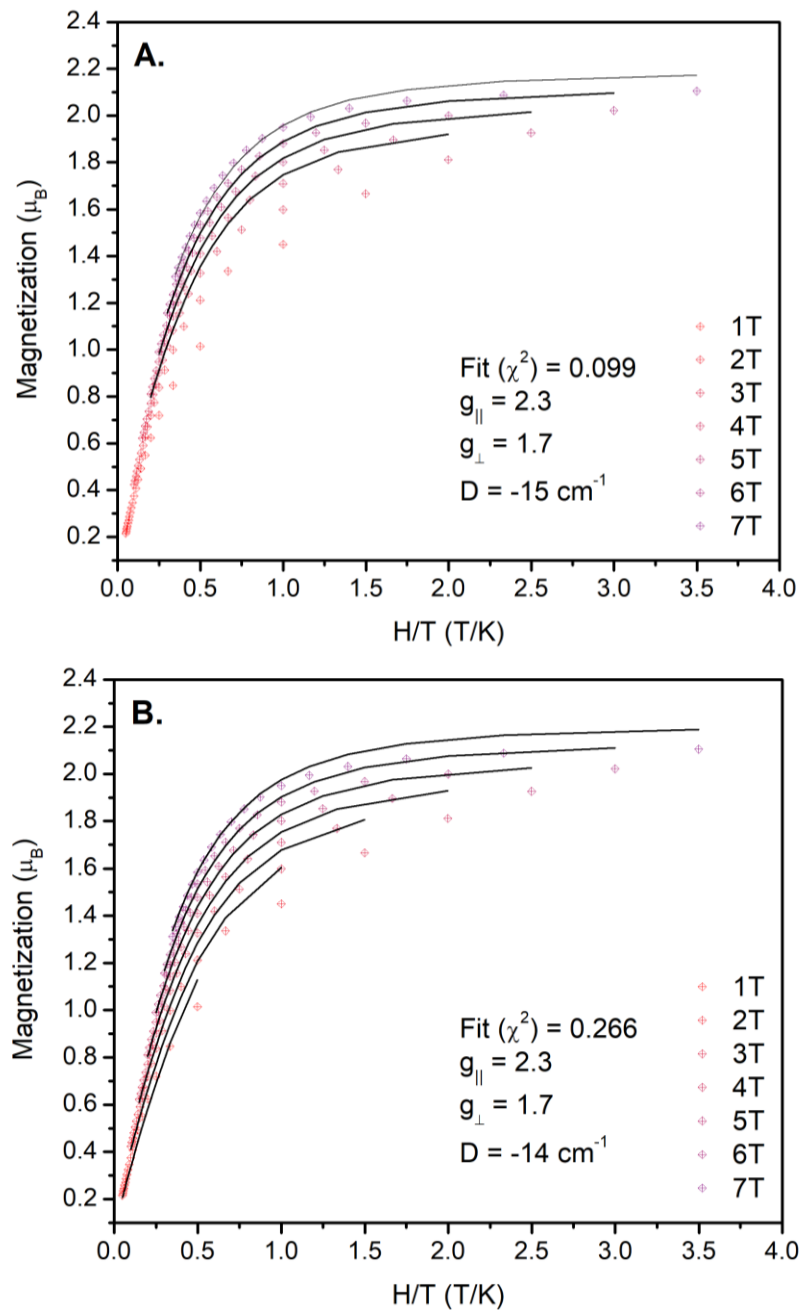 A.
2.4
2.2
2.0
1.8
1.6
1.4
1.2
1.0
0.8
0.6
0.4
0.2
Magnetization (μB)
0.0 0.5 1.0 1.5 2.0 2.5 3.0 3.5 4.0
H/T (T/K)
Fit (χ²) = 0.099
g|| = 2.3
g⊥ = 1.7
D = -15 cm⁻¹
1T
2T
3T
4T
5T
6T
7T
B.
2.4
2.2
2.0
1.8
1.6
1.4
1.2
1.0
0.8
0.6
0.4
0.2
Magnetization (μB)
0.0 0.5 1.0 1.5 2.0 2.5 3.0 3.5 4.0
H/T (T/K)
Fit (χ²) = 0.266
g|| = 2.3
g⊥ = 1.7
D = -14 cm⁻¹
1T
2T
3T
4T
5T
6T
7T